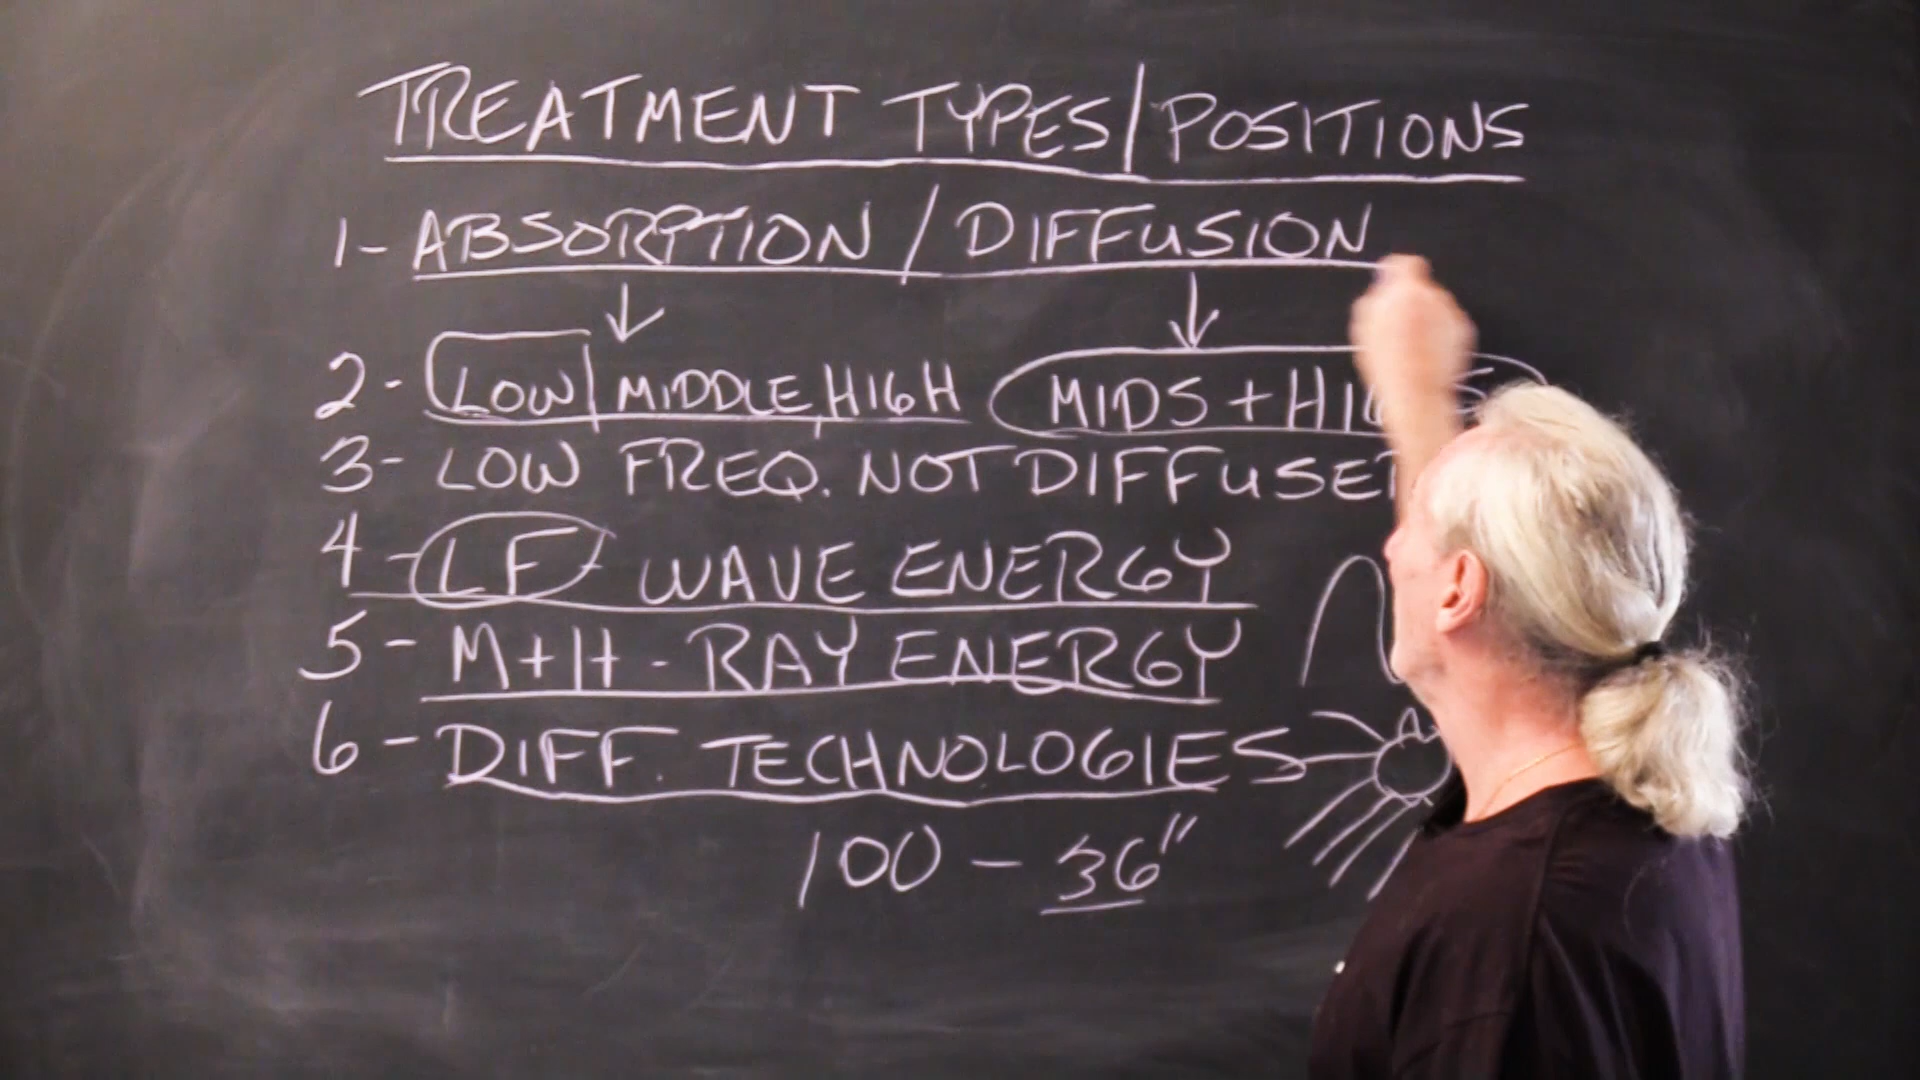 TREATMENT TYPES/POSITIONS
1- ABSORPTION / DIFFUSION
2- LOW MIDDLE, HIGH MIDS +
3- LOW FREQ. NOT DIFFUSE
4- LF- WAVE ENERGY
5- M+H - RAY ENERGY
6- DIFF. TECHNOLOGIES
100 - 36"